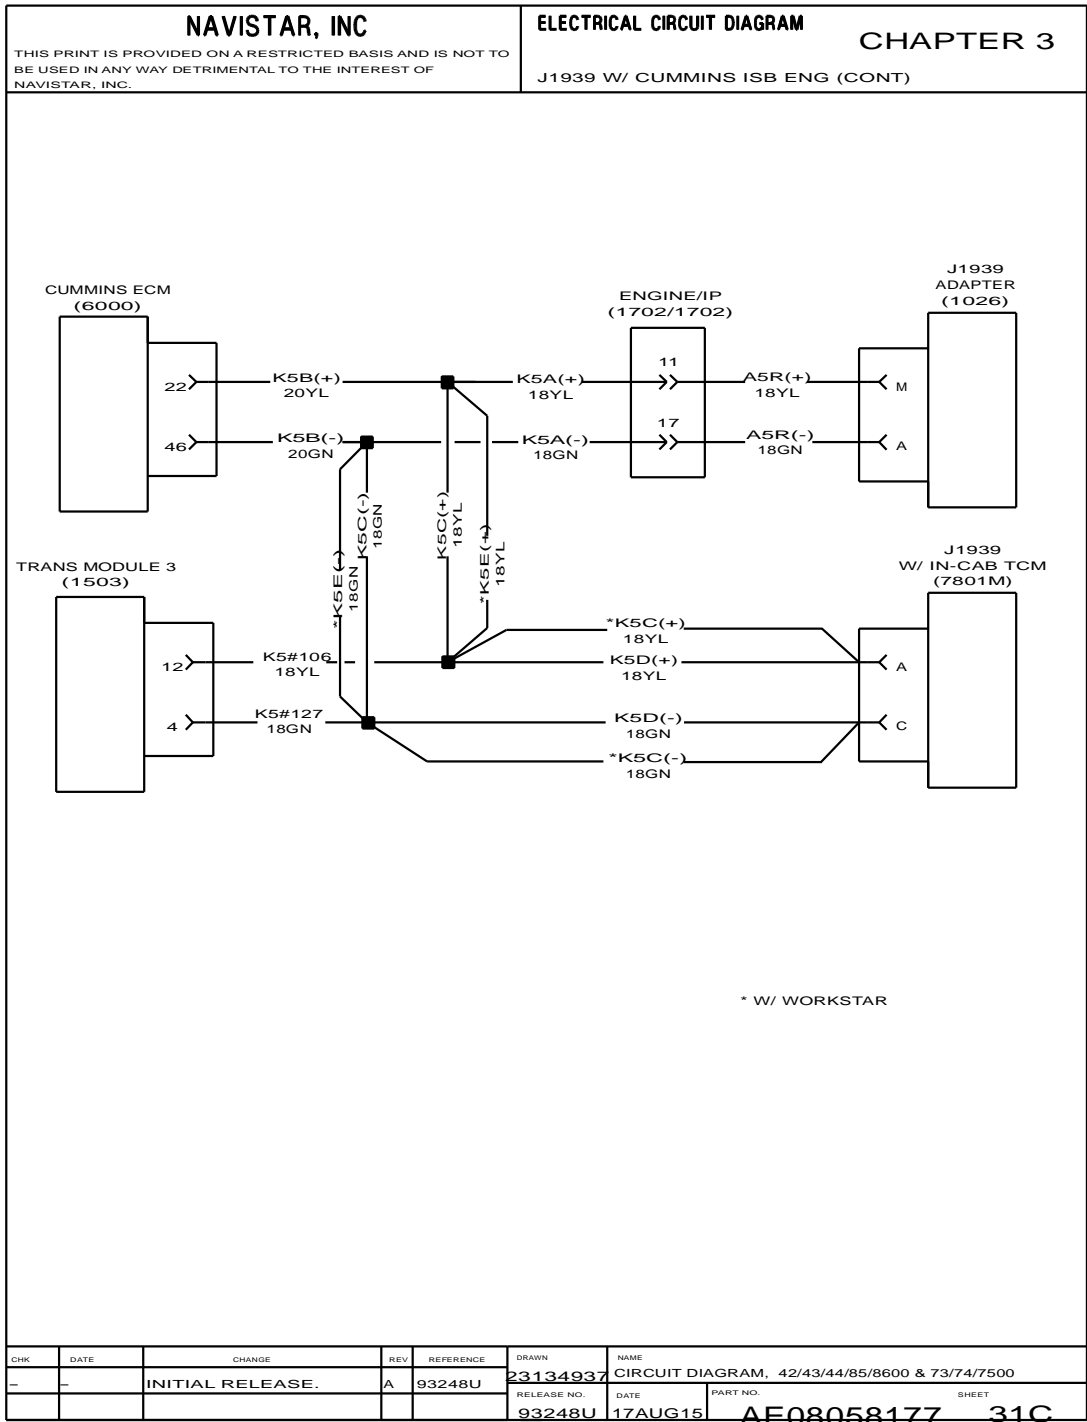 NAVISTAR, INC
THIS PRINT IS PROVIDED ON A RESTRICTED BASIS AND IS NOT TO
BE USED IN ANY WAY DETRIMENTAL TO THE INTEREST OF
NAVISTAR, INC.
ELECTRICAL CIRCUIT DIAGRAM
CHAPTER 3
J1939 W/ CUMMINS ISB ENG (CONT)
CUMMINS ECM
(6000)
ENGINE/IP
(1702/1702)
J1939
ADAPTER
(1026)
22
K5B(+)
20YL
K5A(+)
18YL
11
A5R(+)
18YL
M
46
K5B(-)
20GN
K5A(-)
18GN
17
A5R(-)
18GN
A
*K5E(-)
18GN
K5C(-)
18GN
K5C(+)
18YL
*K5E(+)
18YL
TRANS MODULE 3
(1503)
J1939
W/ IN-CAB TCM
(7801M)
*K5C(+)
18YL
12
K5#106
18YL
K5D(+)
18YL
A
4
K5#127
18GN
K5D(-)
18GN
C
*K5C(-)
18GN
* W/ WORKSTAR
CHK
DATE
CHANGE
REV
REFERENCE
DRAWN
NAME
–
–
INITIAL RELEASE.
A
93248U
23134937
CIRCUIT DIAGRAM, 42/43/44/85/8600 & 73/74/7500
RELEASE NO.
DATE
PART NO.
SHEET
93248U
17AUG15
AE08058177
31C